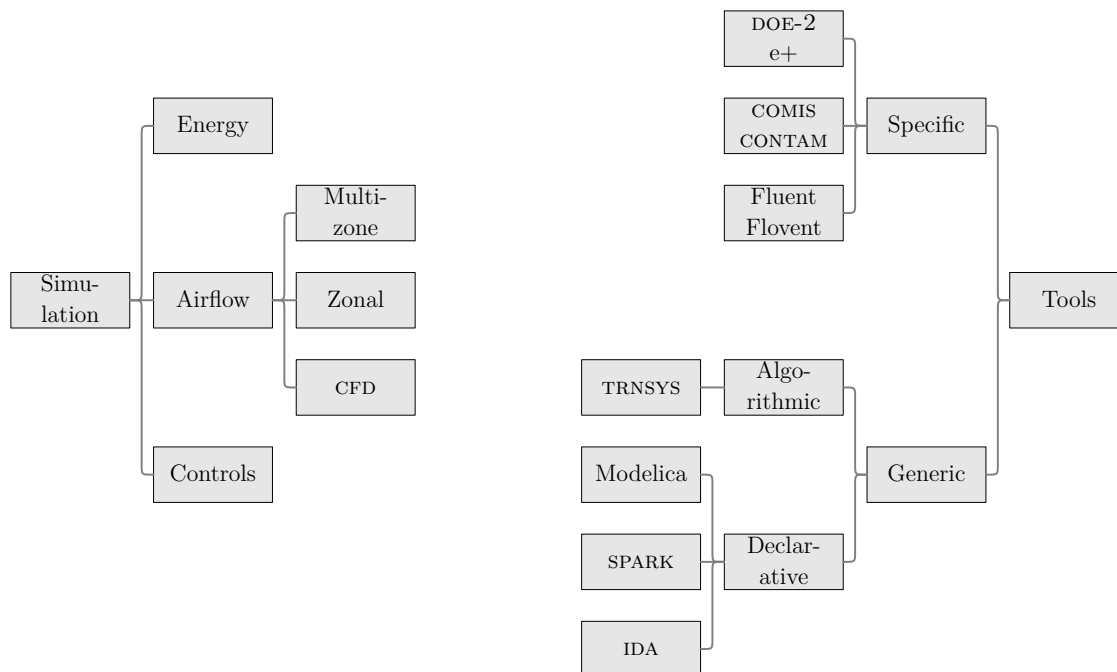 Simu-
lation
Energy
Airflow
Controls
Multi-
zone
Zonal
CFD
DOE-2
e+
COMIS
CONTAM
Fluent
Flovent
Specific
Tools
TRNSYS
Algo-
rithmic
Generic
Modelica
SPARK
IDA
Declar-
ative